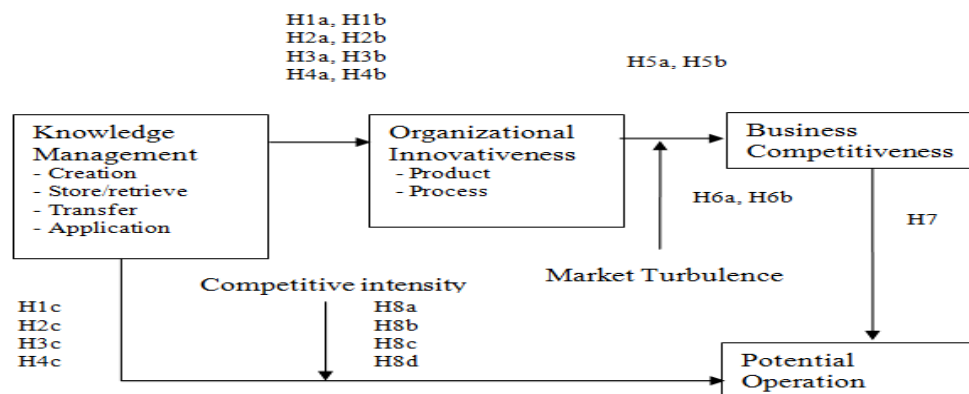 H1a, H1b
H2a, H2b
H3a, H3b
H4a, H4b
H5a, H5b
Knowledge
Management
- Creation
- Store/retrieve
- Transfer
- Application
Organizational
Innovativeness
- Product
- Process
Business
Competitiveness
H6a, H6b
H7
Market Turbulence
Competitive intensity
H1c
H2c
H3c
H4c
H8a
H8b
H8c
H8d
Potential
Operation